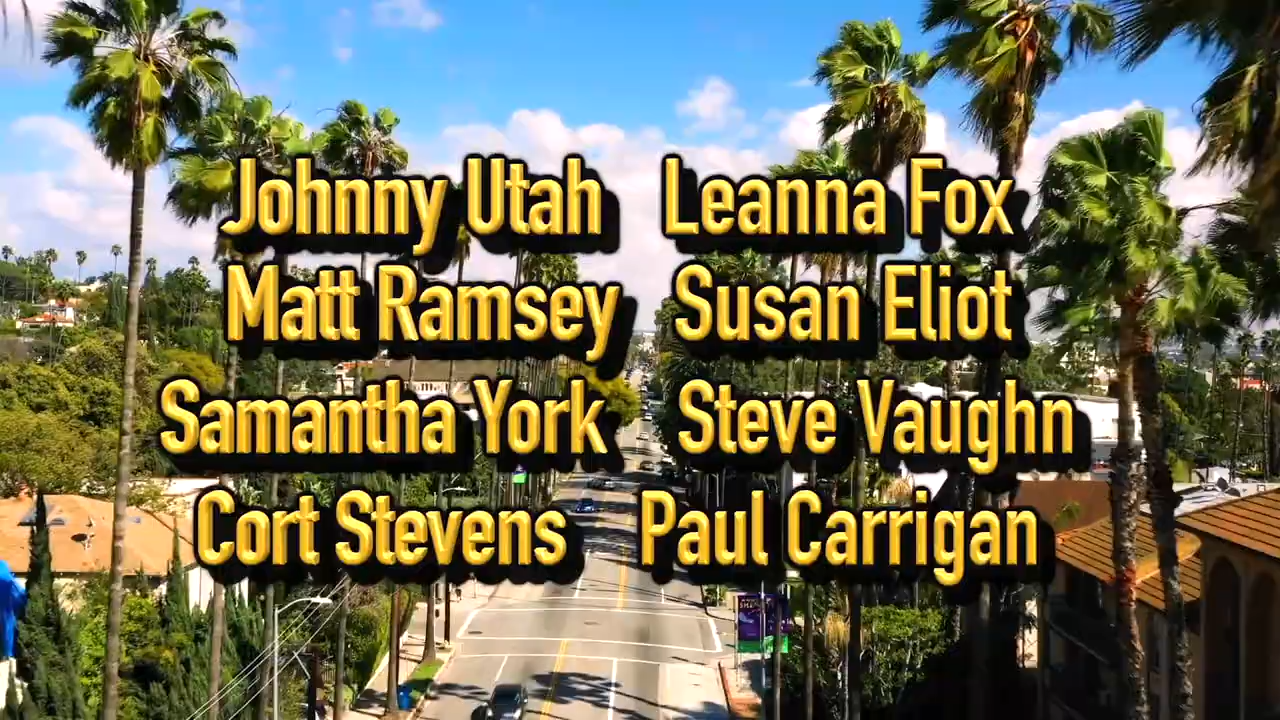 Johnny Utah Leanna Fox
Matt Ramsey Susan Eliot
Samantha York Steve Vaughn
Cort Stevens Paul Carrigan